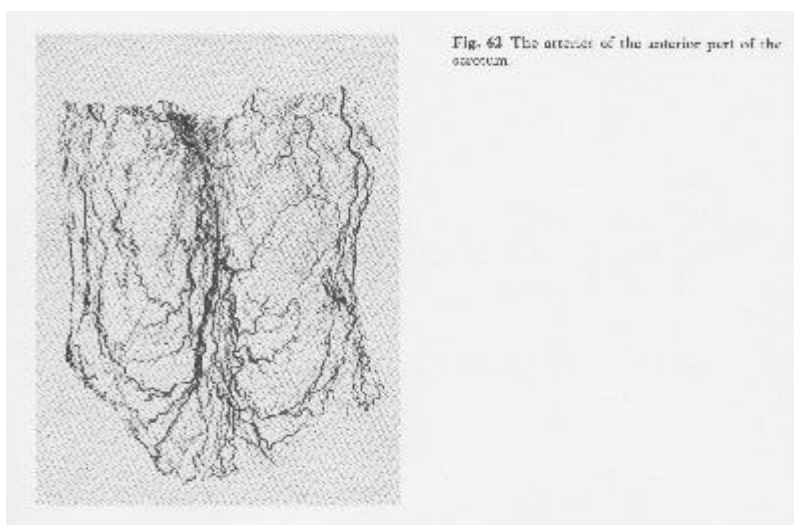 Fig. 62 The arteries of the anterior part of the
scrotum